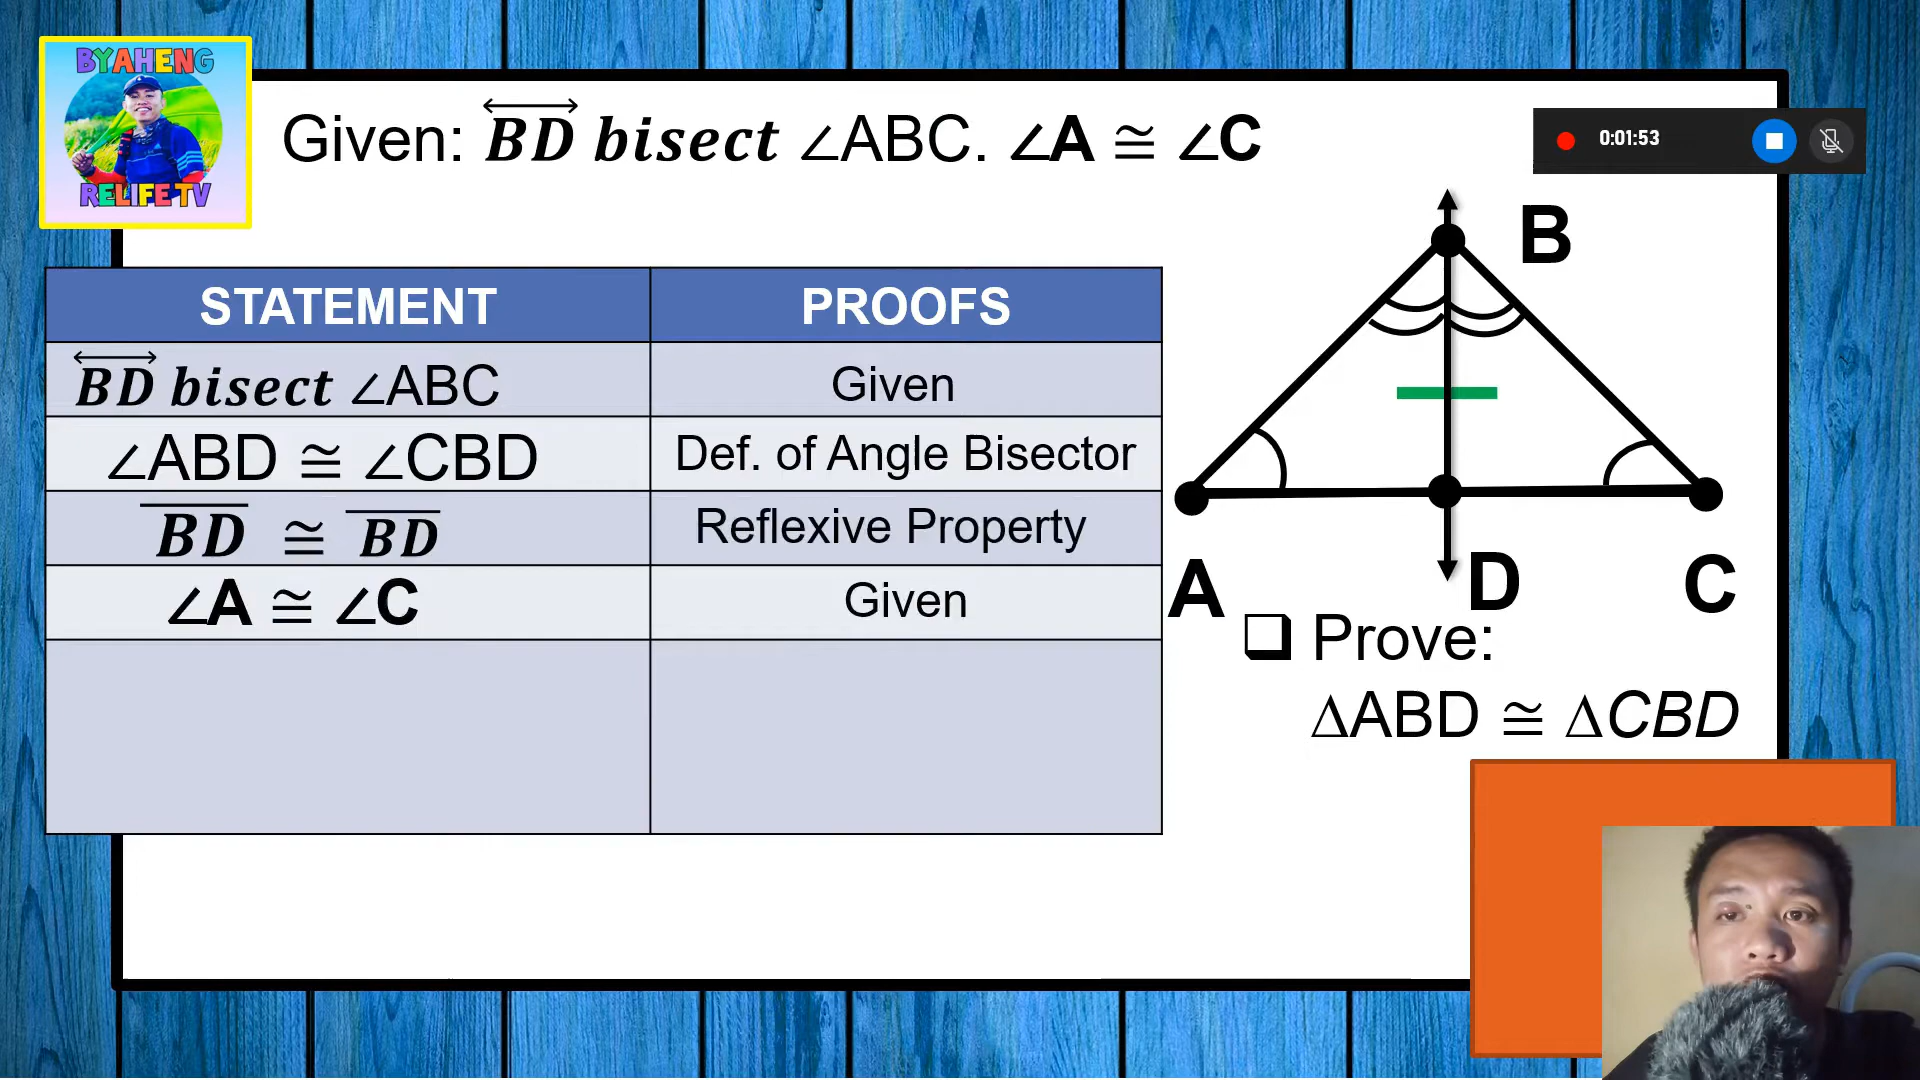 BYAHENG
RELIFE TV
Given: BD bisect ∠ABC. ∠A ≅ ∠C
0:01:53
STATEMENT PROOFS
BD bisect ∠ABC Given
∠ABD ≅ ∠CBD Def. of Angle Bisector
BD ≅ BD Reflexive Property
∠A ≅ ∠C Given
B
A D C
Prove:
ΔABD ≅ ΔCBD